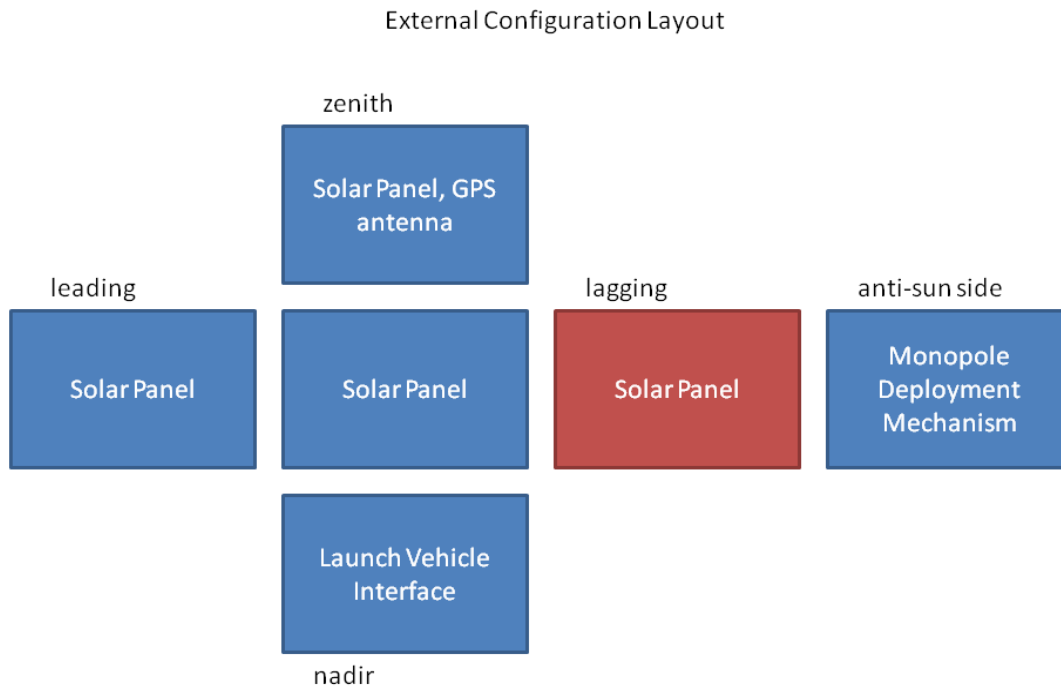 External Configuration Layout
zenith
Solar Panel, GPS
antenna
leading
lagging
anti-sun side
Solar Panel
Solar Panel
Solar Panel
Monopole
Deployment
Mechanism
Launch Vehicle
Interface
nadir